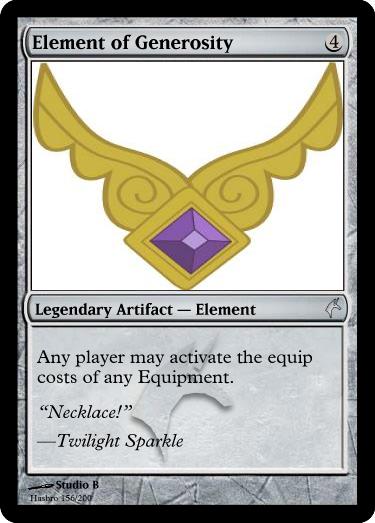 Element of Generosity 4
Legendary Artifact — Element
Any player may activate the equip
costs of any Equipment.
“Necklace!”
—Twilight Sparkle
Studio B
Hasbro 156/200